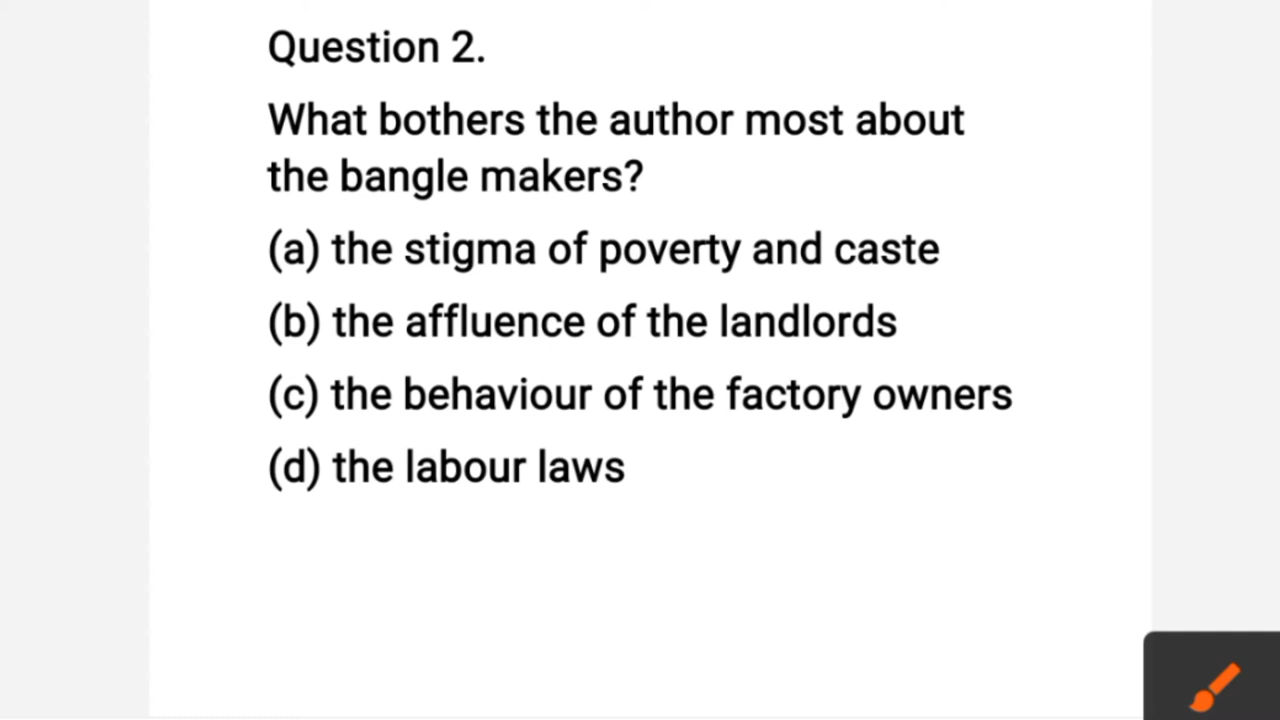 Question 2.
What bothers the author most about
the bangle makers?
(a) the stigma of poverty and caste
(b) the affluence of the landlords
(c) the behaviour of the factory owners
(d) the labour laws